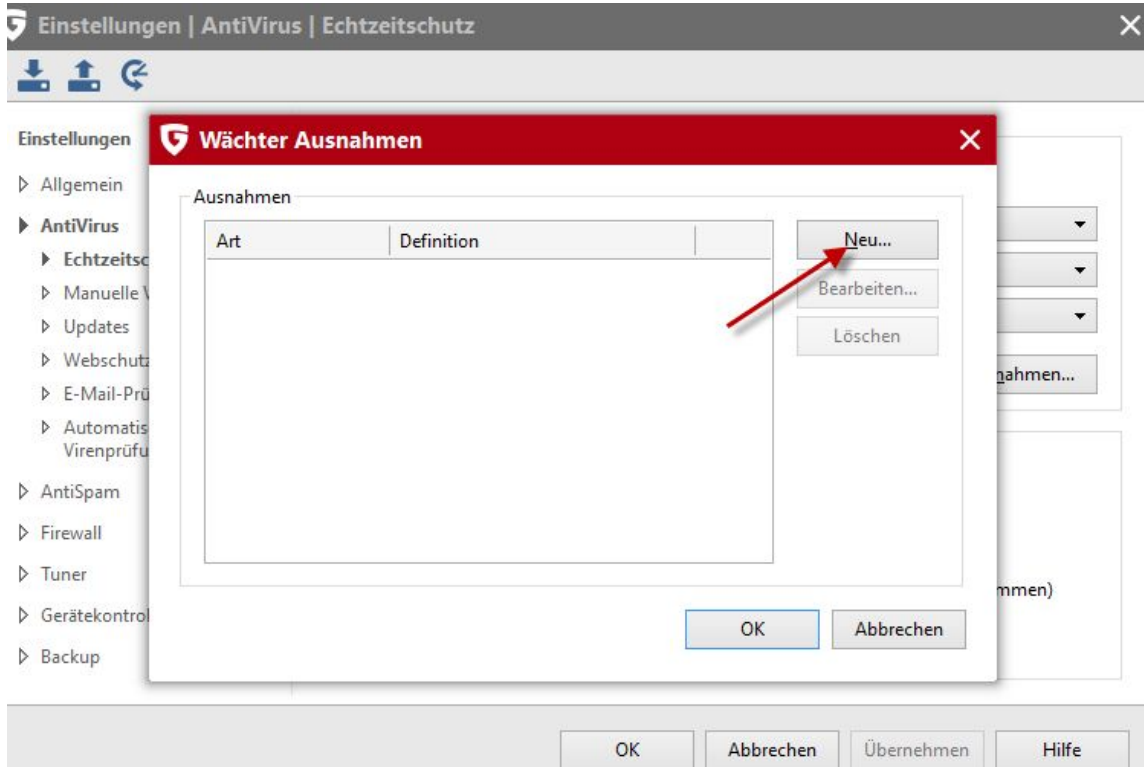 Einstellungen | AntiVirus | Echtzeitschutz
Einstellungen
Allgemein
AntiVirus
Echtzeitsc
Manuelle V
Updates
Webschutz
E-Mail-Prü
Automatis
Virenprüfu
AntiSpam
Firewall
Tuner
Gerätekontrol
Backup
Wächter Ausnahmen
Ausnahmen
Art Definition
Neu...
Bearbeiten...
Löschen
OK Abbrechen
nahmen...
mmen)
OK Abbrechen Übernehmen Hilfe